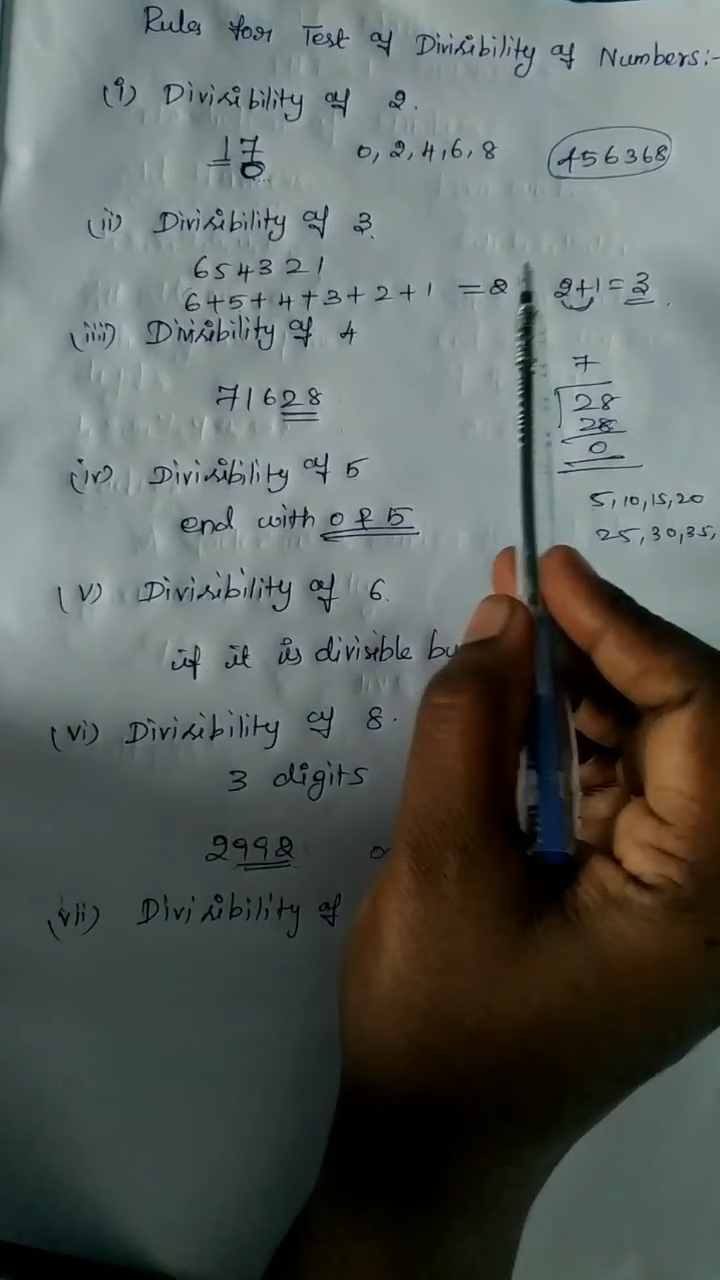 Rules for Test of Divisibility of Numbers:-
(i) Divisibility of 2.
17 0, 2, 4, 6, 8 456368
0
(ii) Divisibility of 3.
654321
6+5+4+3+2+1 = 2 2+1 = 3.
(iii) Divisibility of 4
7
71628 28
28
0
(iv) Divisibility of 5
5, 10, 15, 20
end with 0 & 5 25, 30, 35,
(v) Divisibility of 6.
if it is divisible by
(vi) Divisibility of 8.
3 digits
2992
(vii) Divisibility of